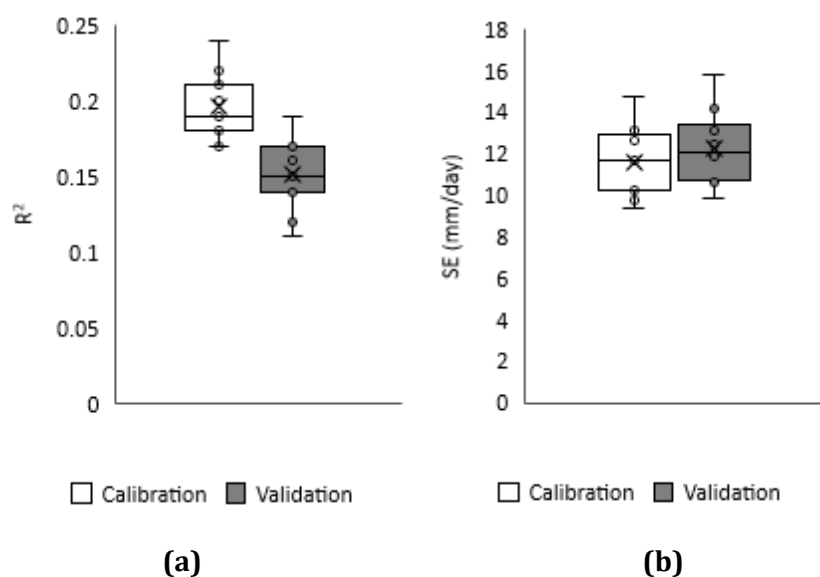 0.25
0.2
0.15
0.1
0.05
0
R²
Calibration
Validation
(a)
18
16
14
12
10
8
6
4
2
0
SE (mm/day)
Calibration
Validation
(b)